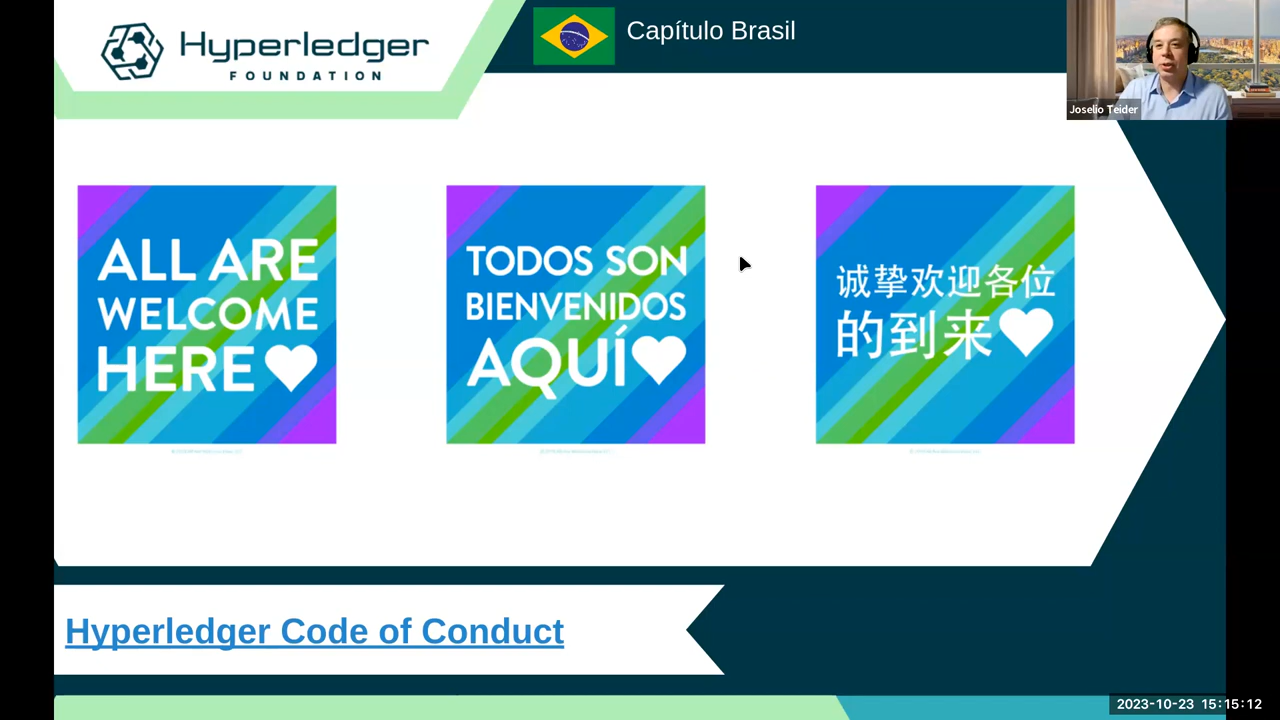 Hyperledger
FOUNDATION
Capítulo Brasil
Joselio Teider
ALL ARE
WELCOME
HERE
TODOS SON
BIENVENIDOS
AQUÍ
诚挚欢迎各位
的到来
Hyperledger Code of Conduct
2023-10-23 15:15:12